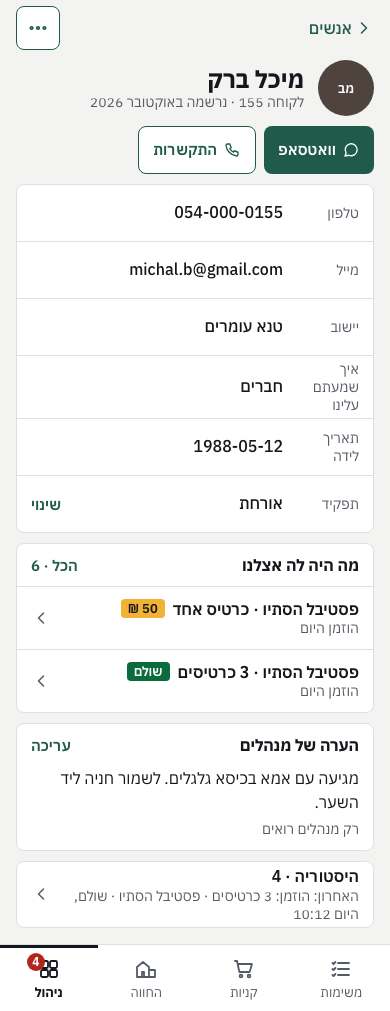 אנשים
מיכל ברק
לקוחה 155 · נרשמה באוקטובר 2026
מב
וואטסאפ
התקשרות
טלפון
054-000-0155
מייל
michal.b@gmail.com
יישוב
טנא עומרים
איך שמעתם עלינו
חברים
תאריך לידה
1988-05-12
תפקיד
אורחת
שינוי
מה היה לה אצלנו
הכל · 6
פסטיבל הסתיו · כרטיס אחד
50 ₪
הוזמן היום
פסטיבל הסתיו · 3 כרטיסים
שולם
הוזמן היום
הערה של מנהלים
עריכה
מגיעה עם אמא בכיסא גלגלים. לשמור חניה ליד
השער.
רק מנהלים רואים
היסטוריה · 4
האחרון: הוזמן: 3 כרטיסים · פסטיבל הסתיו · שולם,
היום 10:12
משימות
קניות
החווה
ניהול
4